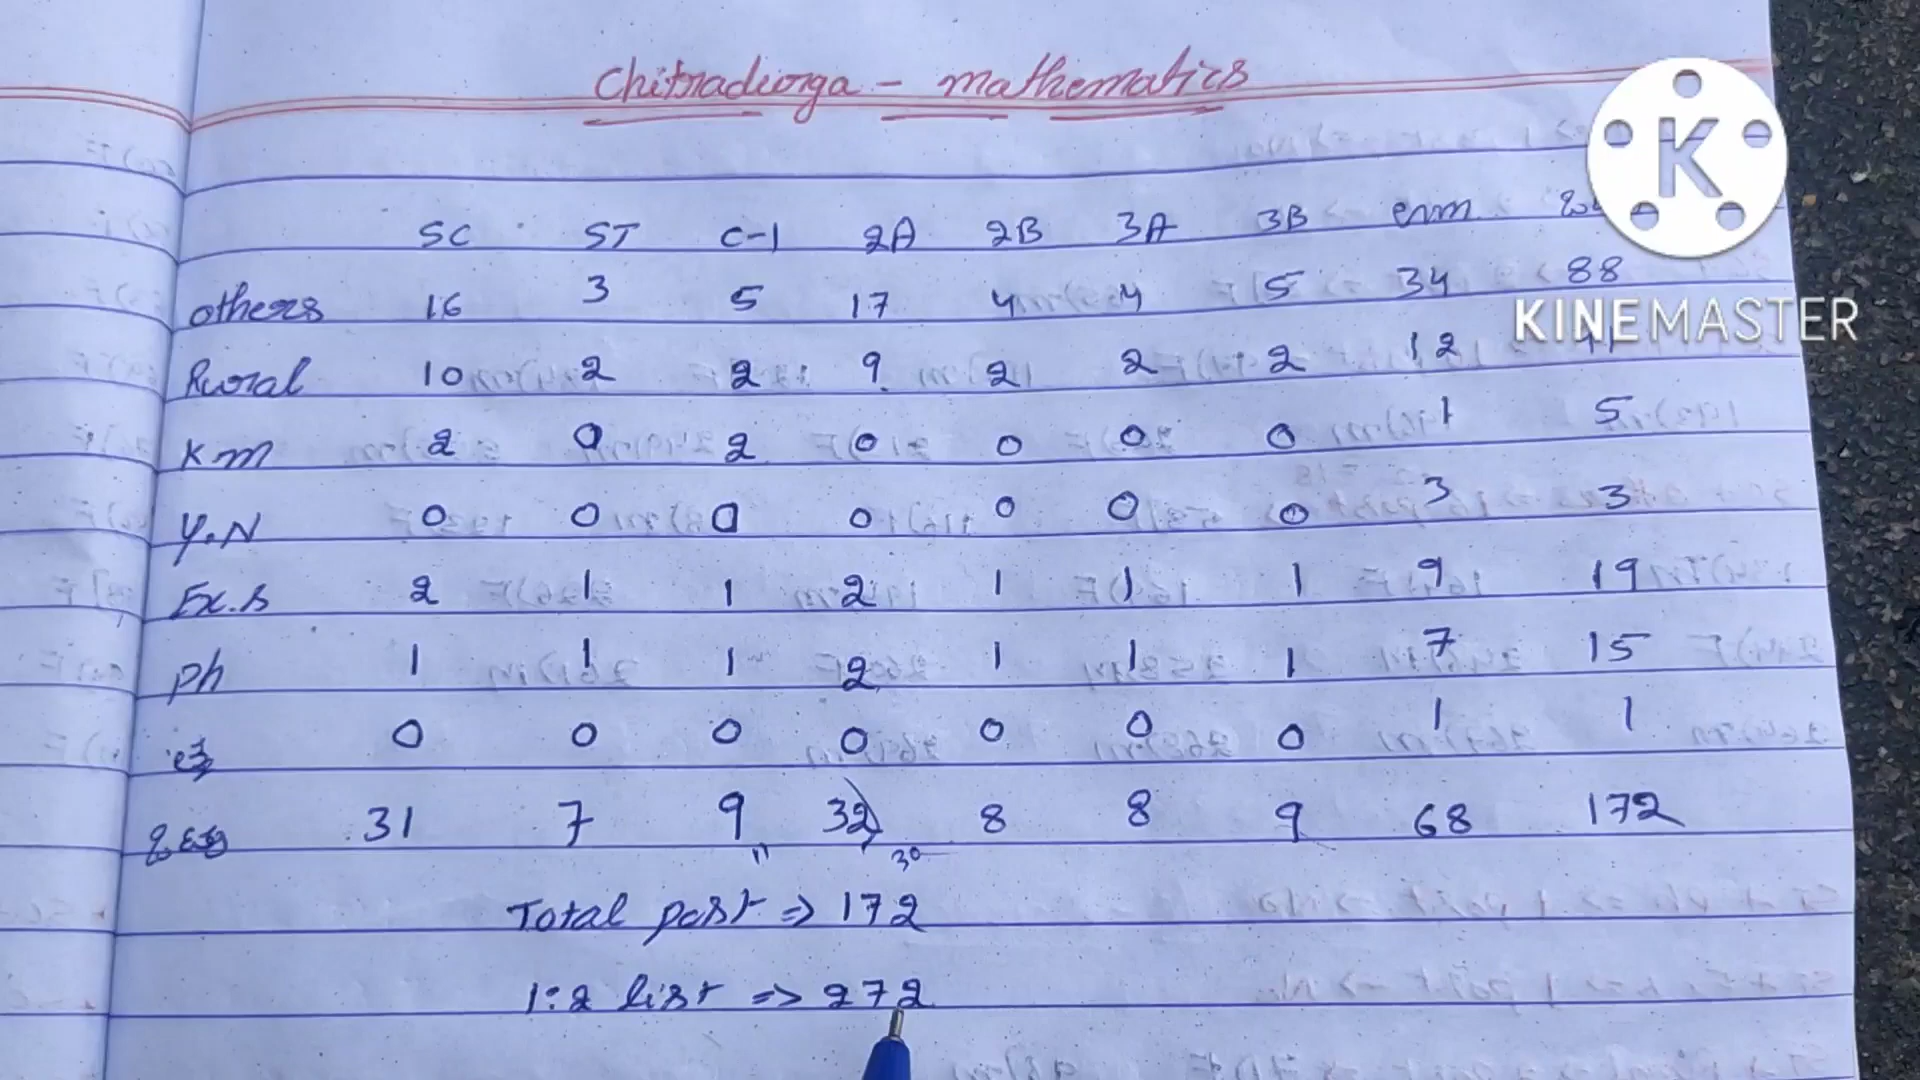 Chitradurga - mathematics
SC ST C-1 2A 2B 3A 3B GM
others 16 3 5 17 4 4 5 34 88
Rural 10 2 2 9 2 2 2 12
KM 2 0 2 0 0 0 0 1 5
Y.N 0 0 0 0 0 0 0 3 3
Ex.s 2 1 1 2 1 1 1 9 19
Ph 1 1 1 2 1 1 1 7 15
0 0 0 0 0 0 0 1 1
31 7 9 32 8 8 9 68 172
11 30
Total post => 172
1:2 list => 272
K
KINEMASTER